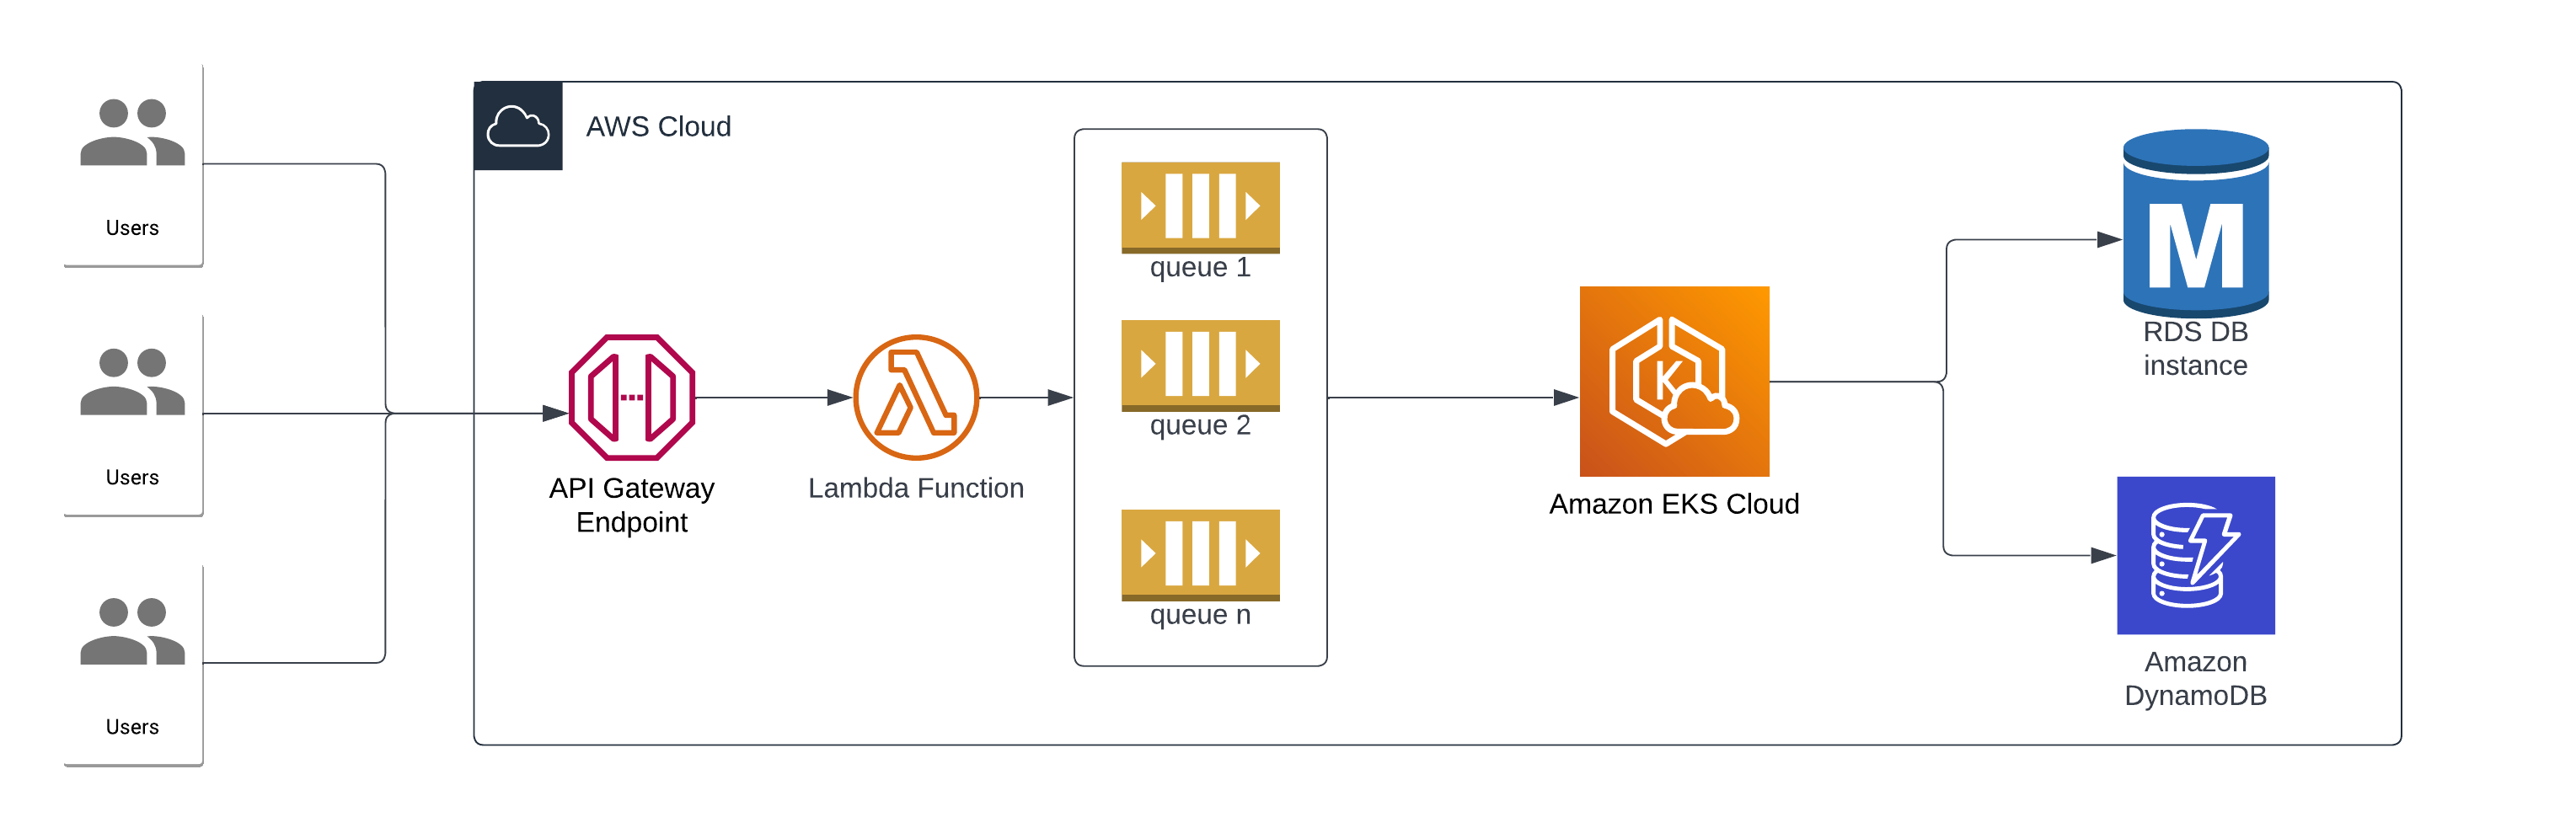 Users
Users
Users
AWS Cloud
API Gateway
Endpoint
Lambda Function
queue 1
queue 2
queue n
Amazon EKS Cloud
M
RDS DB
instance
Amazon
DynamoDB